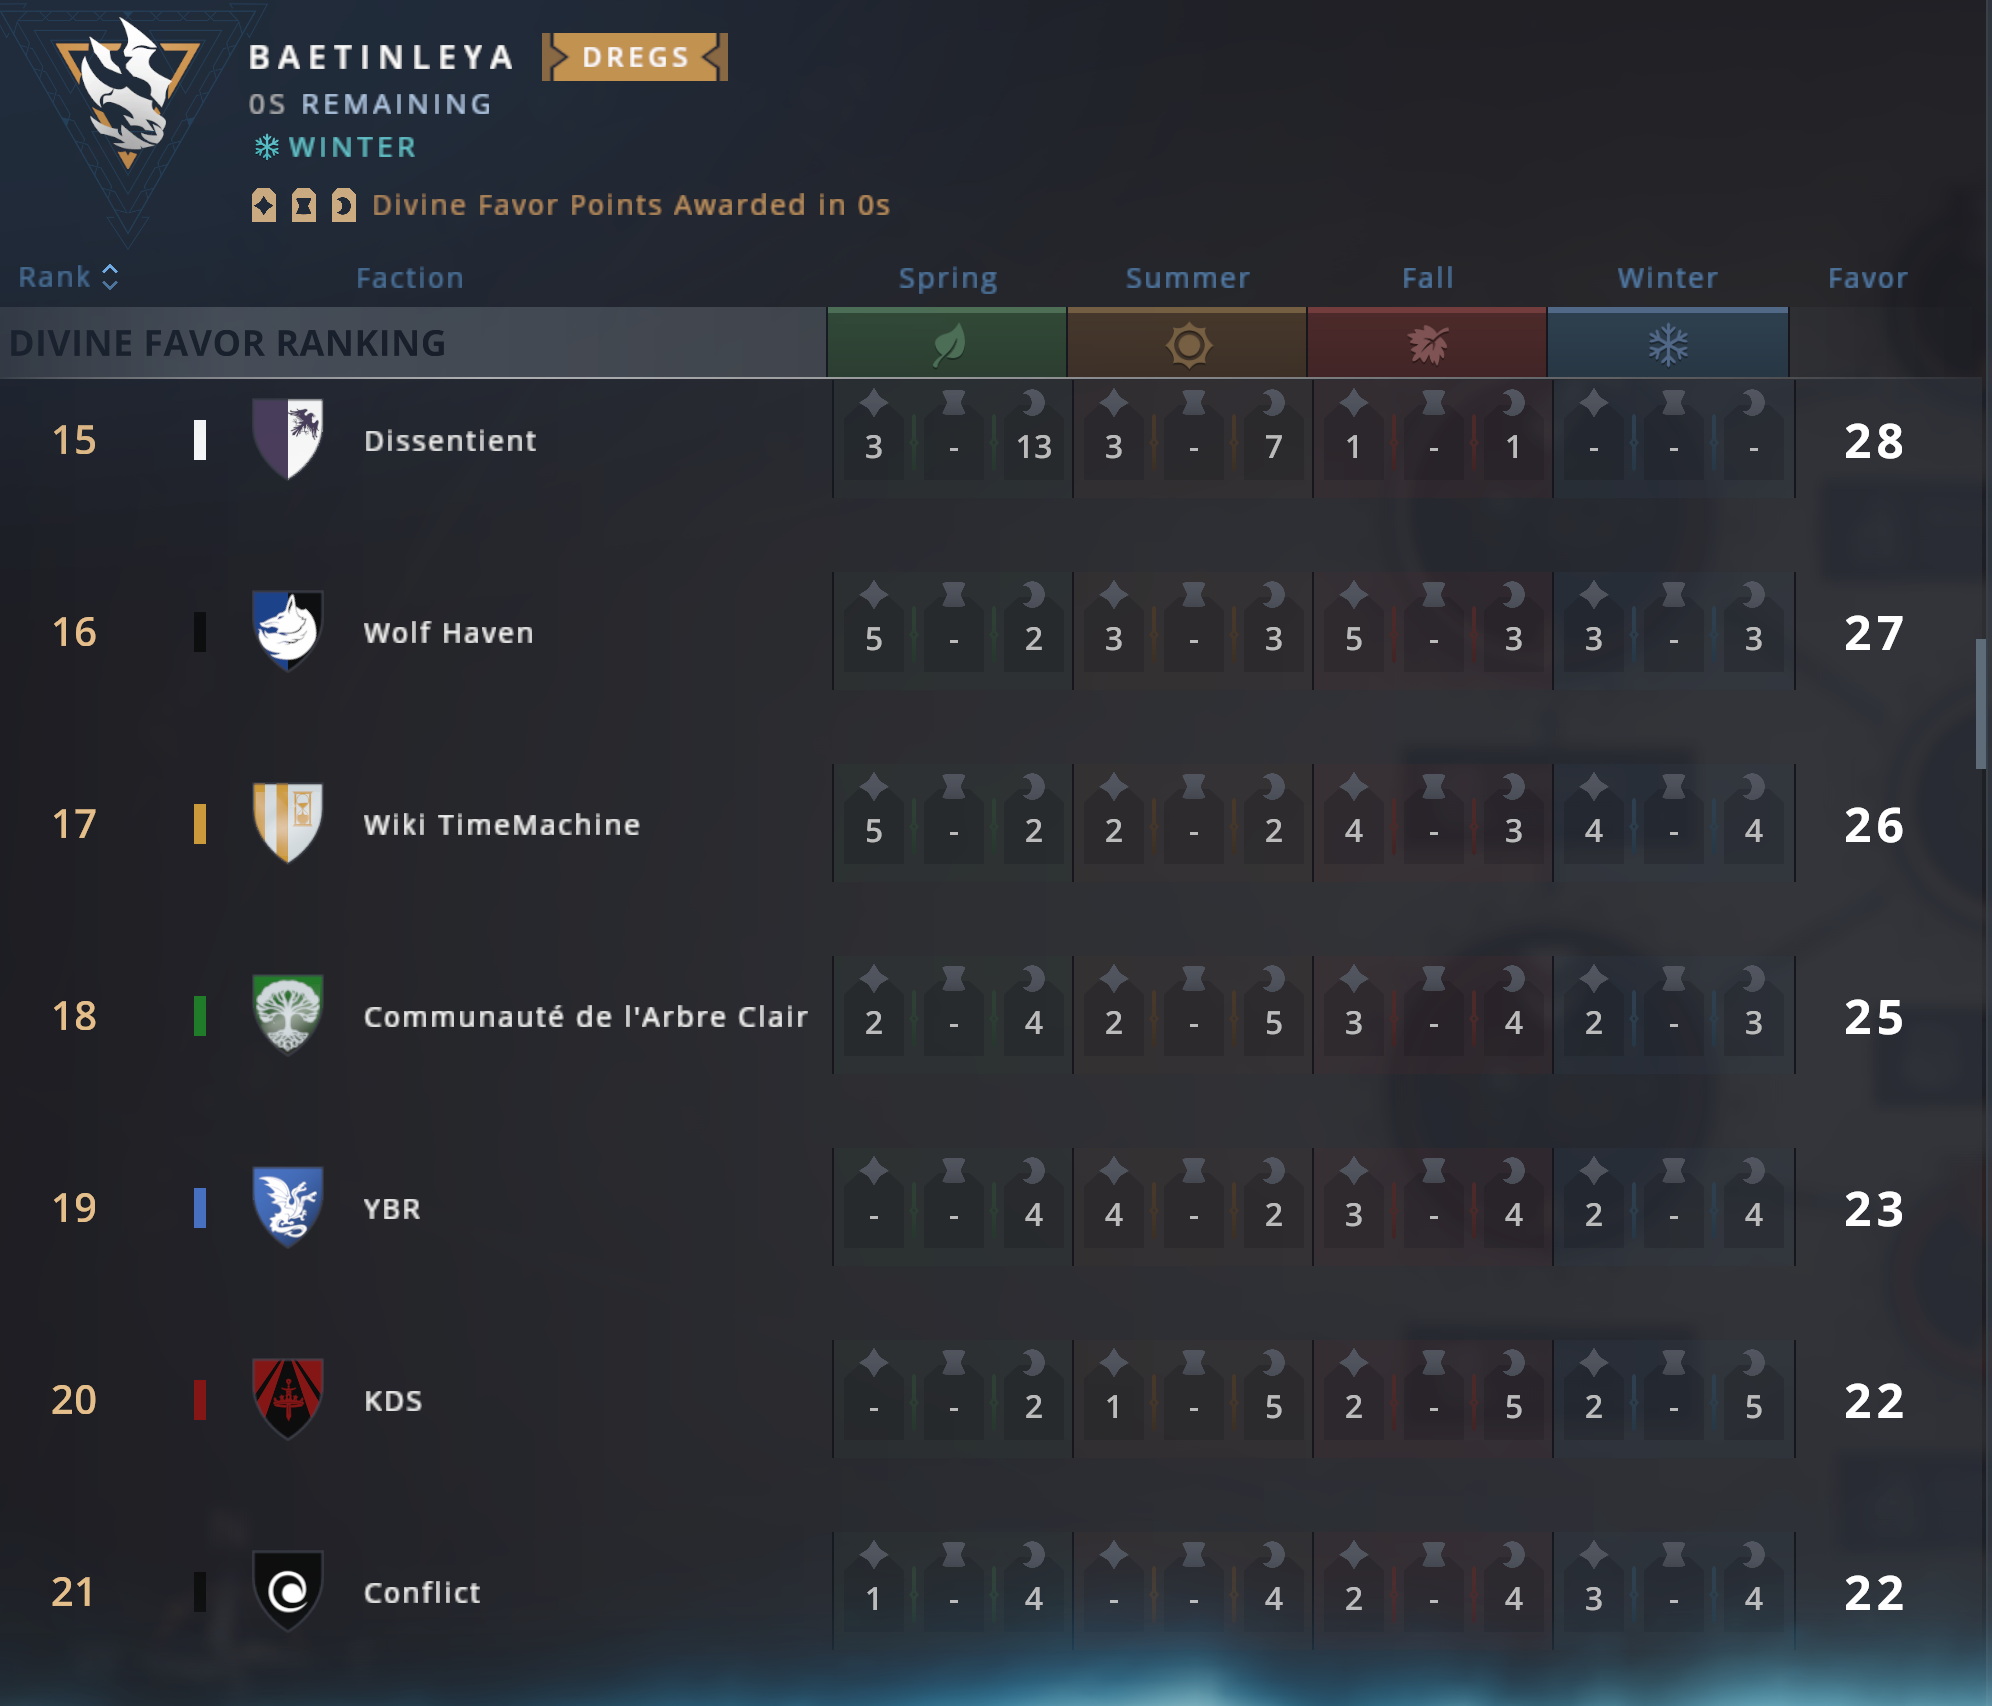 BAETINLEYA DREGS
0S REMAINING
WINTER
Divine Favor Points Awarded in 0s
Rank Faction Spring Summer Fall Winter Favor
DIVINE FAVOR RANKING
15 Dissentient 3 - 13 3 - 7 1 - 1 - - - 28
16 Wolf Haven 5 - 2 3 - 3 5 - 3 3 - 3 27
17 Wiki TimeMachine 5 - 2 2 - 2 4 - 3 4 - 4 26
18 Communauté de l'Arbre Clair 2 - 4 2 - 5 3 - 4 2 - 3 25
19 YBR - - 4 4 - 2 3 - 4 2 - 4 23
20 KDS - - 2 1 - 5 2 - 5 2 - 5 22
21 Conflict 1 - 4 - - 4 2 - 4 3 - 4 22